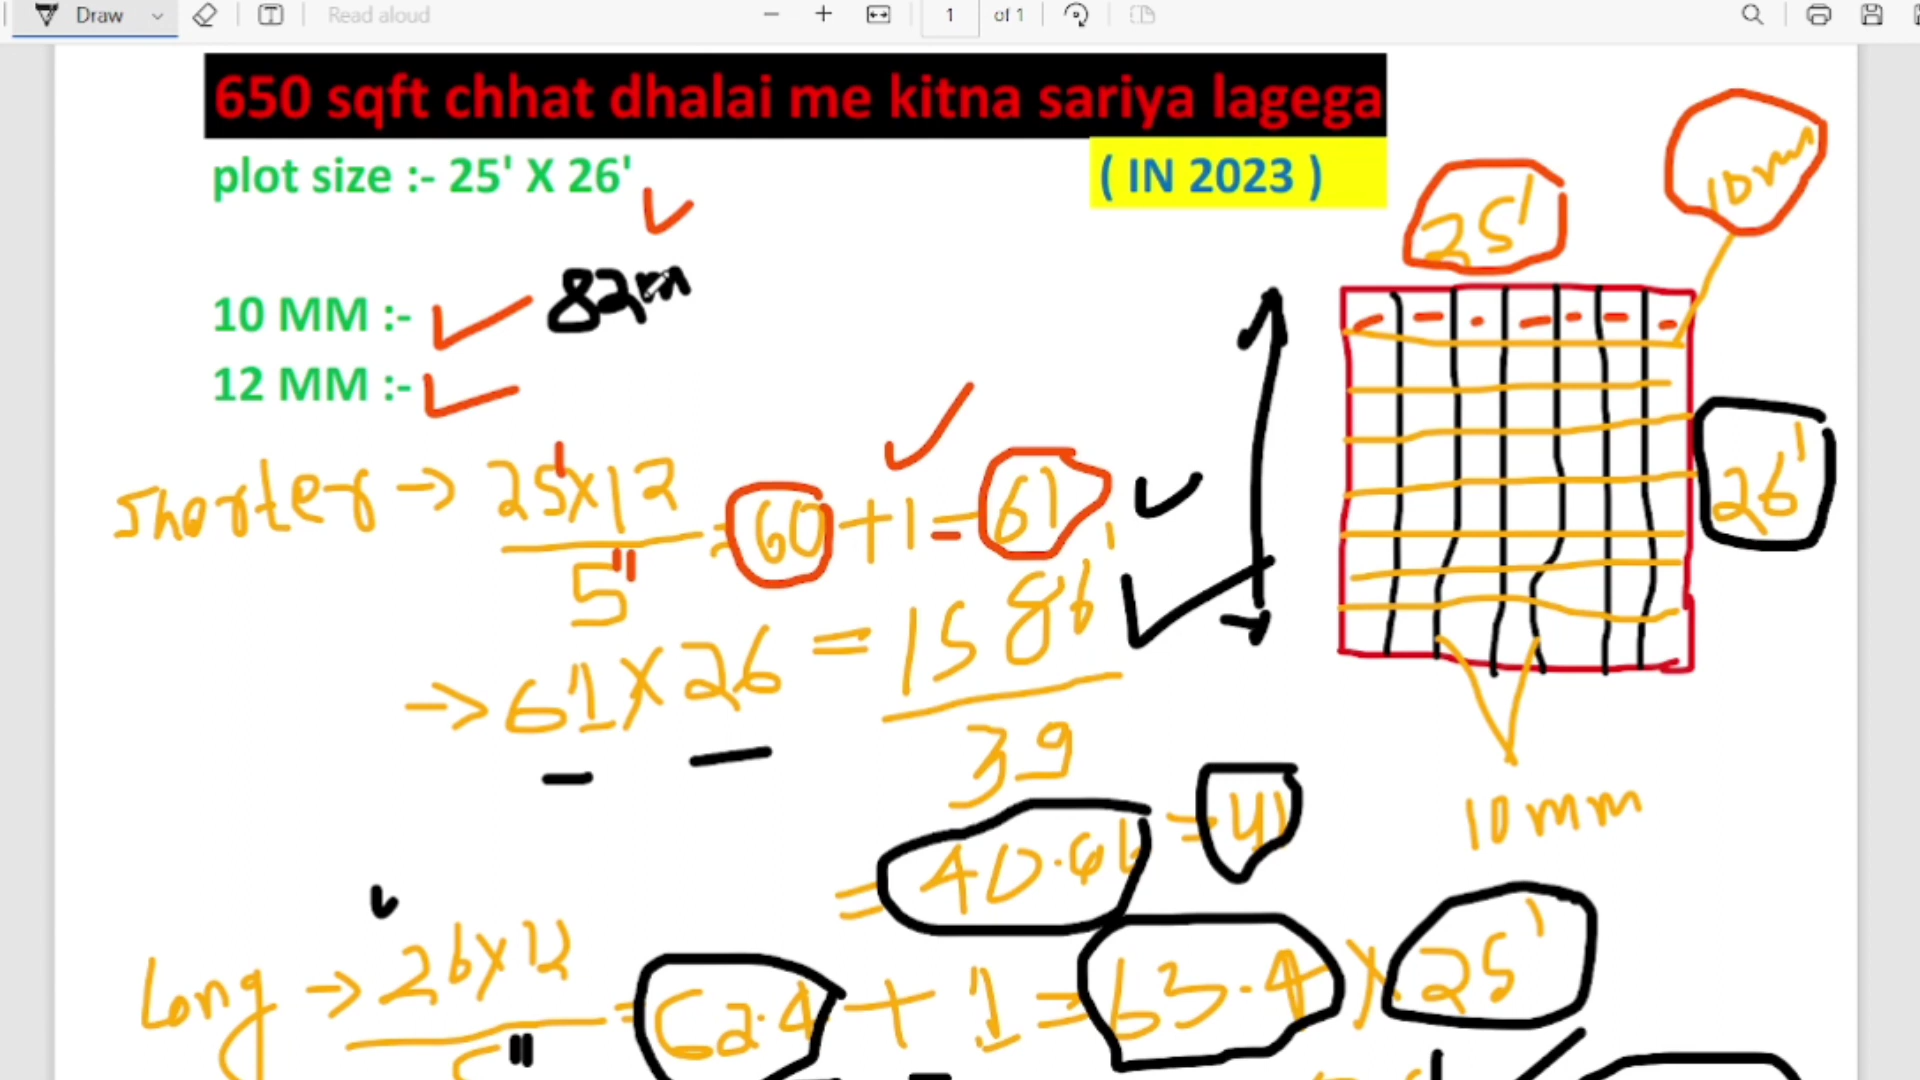 Draw
Read aloud
1 of 1
650 sqft chhat dhalai me kitna sariya lagega
plot size :- 25' X 26'
( IN 2023 )
10 mm
25'
10 MM :-
12 MM :-
26'
Shorter → 25'x12 = 60 + 1 = 61
5"
→ 61 x 26 = 1586'
39
10 mm
= 40.66 = 41
Long → 26x12 = 62.4 + 1 = 63.4 x 25'